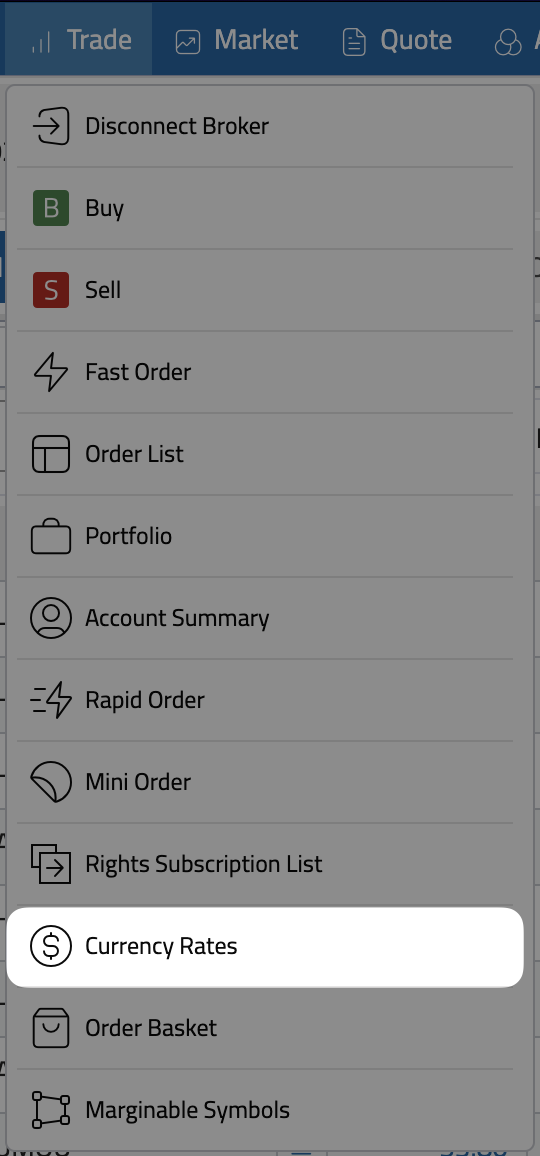 Trade Market Quote
Disconnect Broker
B Buy
S Sell
Fast Order
Order List
Portfolio
Account Summary
Rapid Order
Mini Order
Rights Subscription List
$ Currency Rates
Order Basket
Marginable Symbols